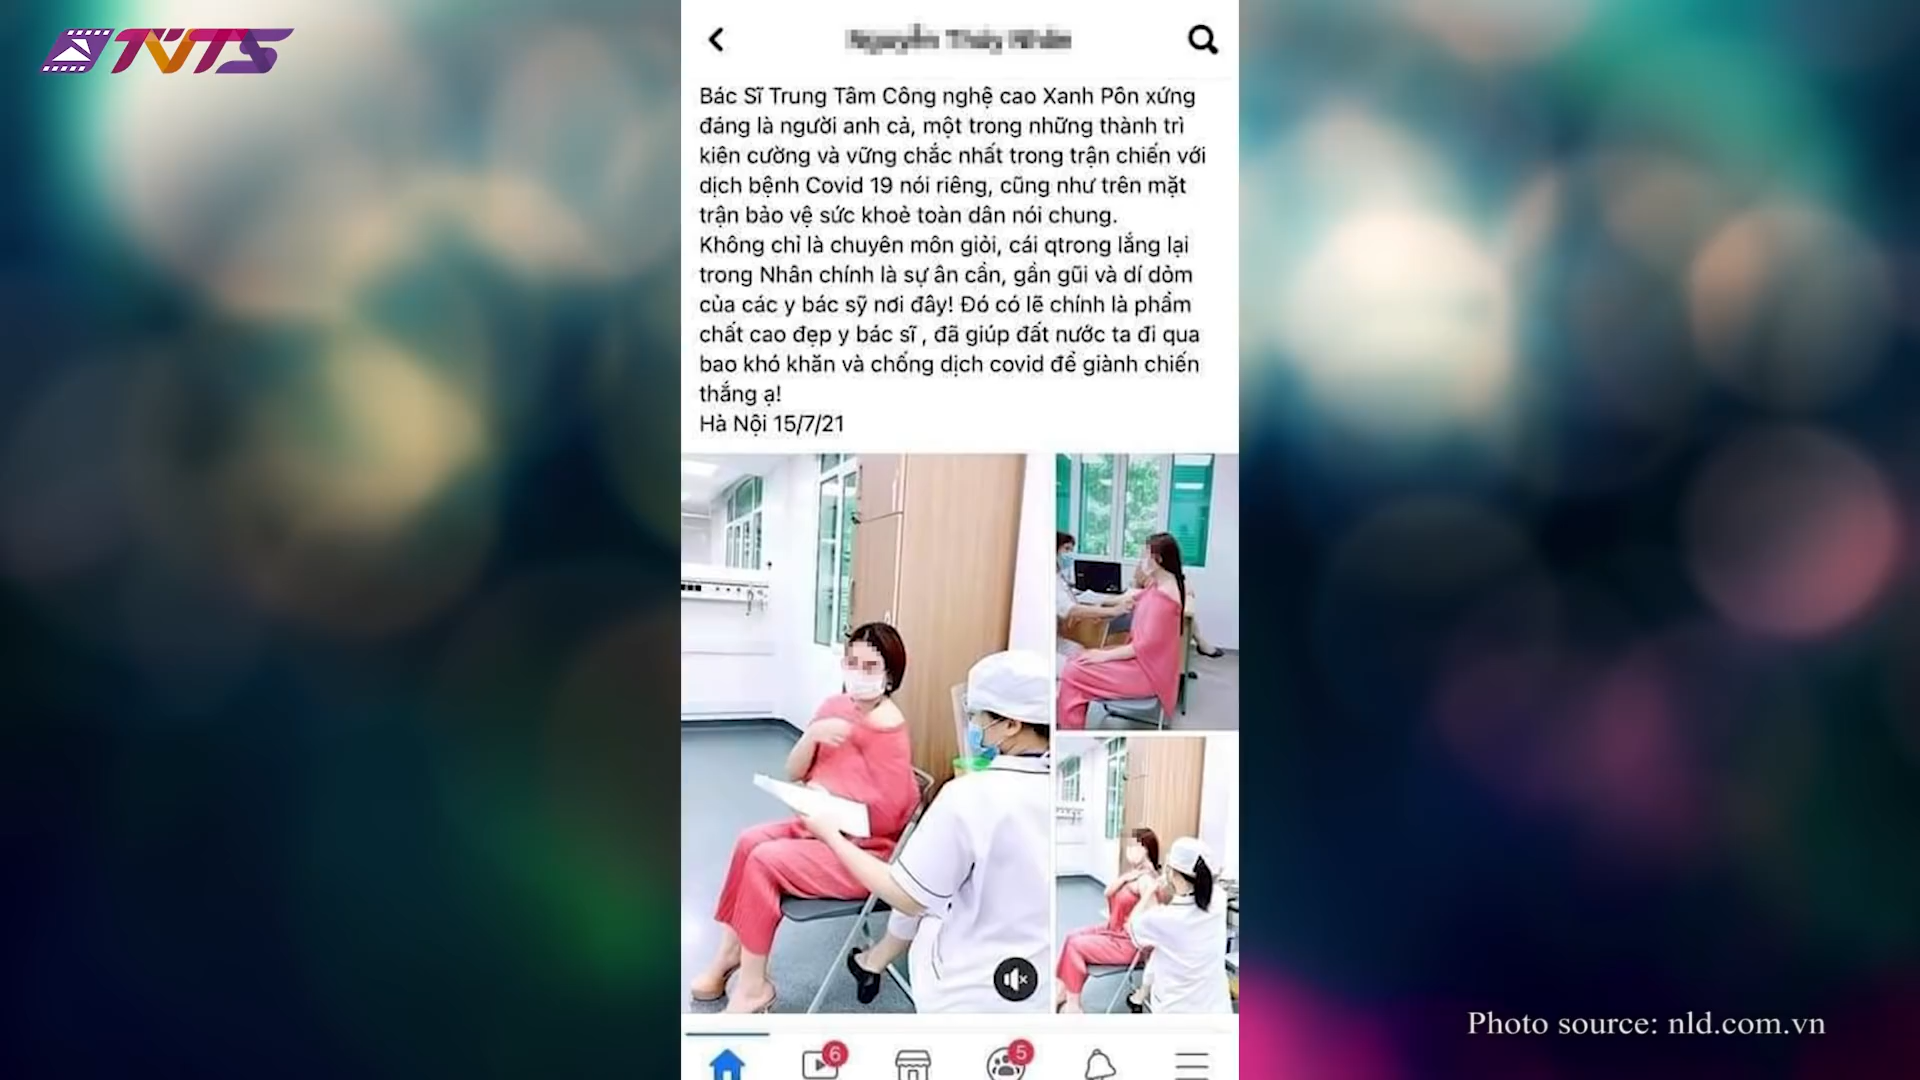 TVTS
Bác Sĩ Trung Tâm Công nghệ cao Xanh Pôn xứng
đáng là người anh cả, một trong những thành trì
kiên cường và vững chắc nhất trong trận chiến với
dịch bệnh Covid 19 nói riêng, cũng như trên mặt
trận bảo vệ sức khoẻ toàn dân nói chung.
Không chỉ là chuyên môn giỏi, cái qtrong lắng lại
trong Nhân chính là sự ân cần, gần gũi và dí dỏm
của các y bác sỹ nơi đây! Đó có lẽ chính là phẩm
chất cao đẹp y bác sĩ , đã giúp đất nước ta đi qua
bao khó khăn và chống dịch covid để giành chiến
thắng ạ!
Hà Nội 15/7/21
Photo source: nld.com.vn
6
5